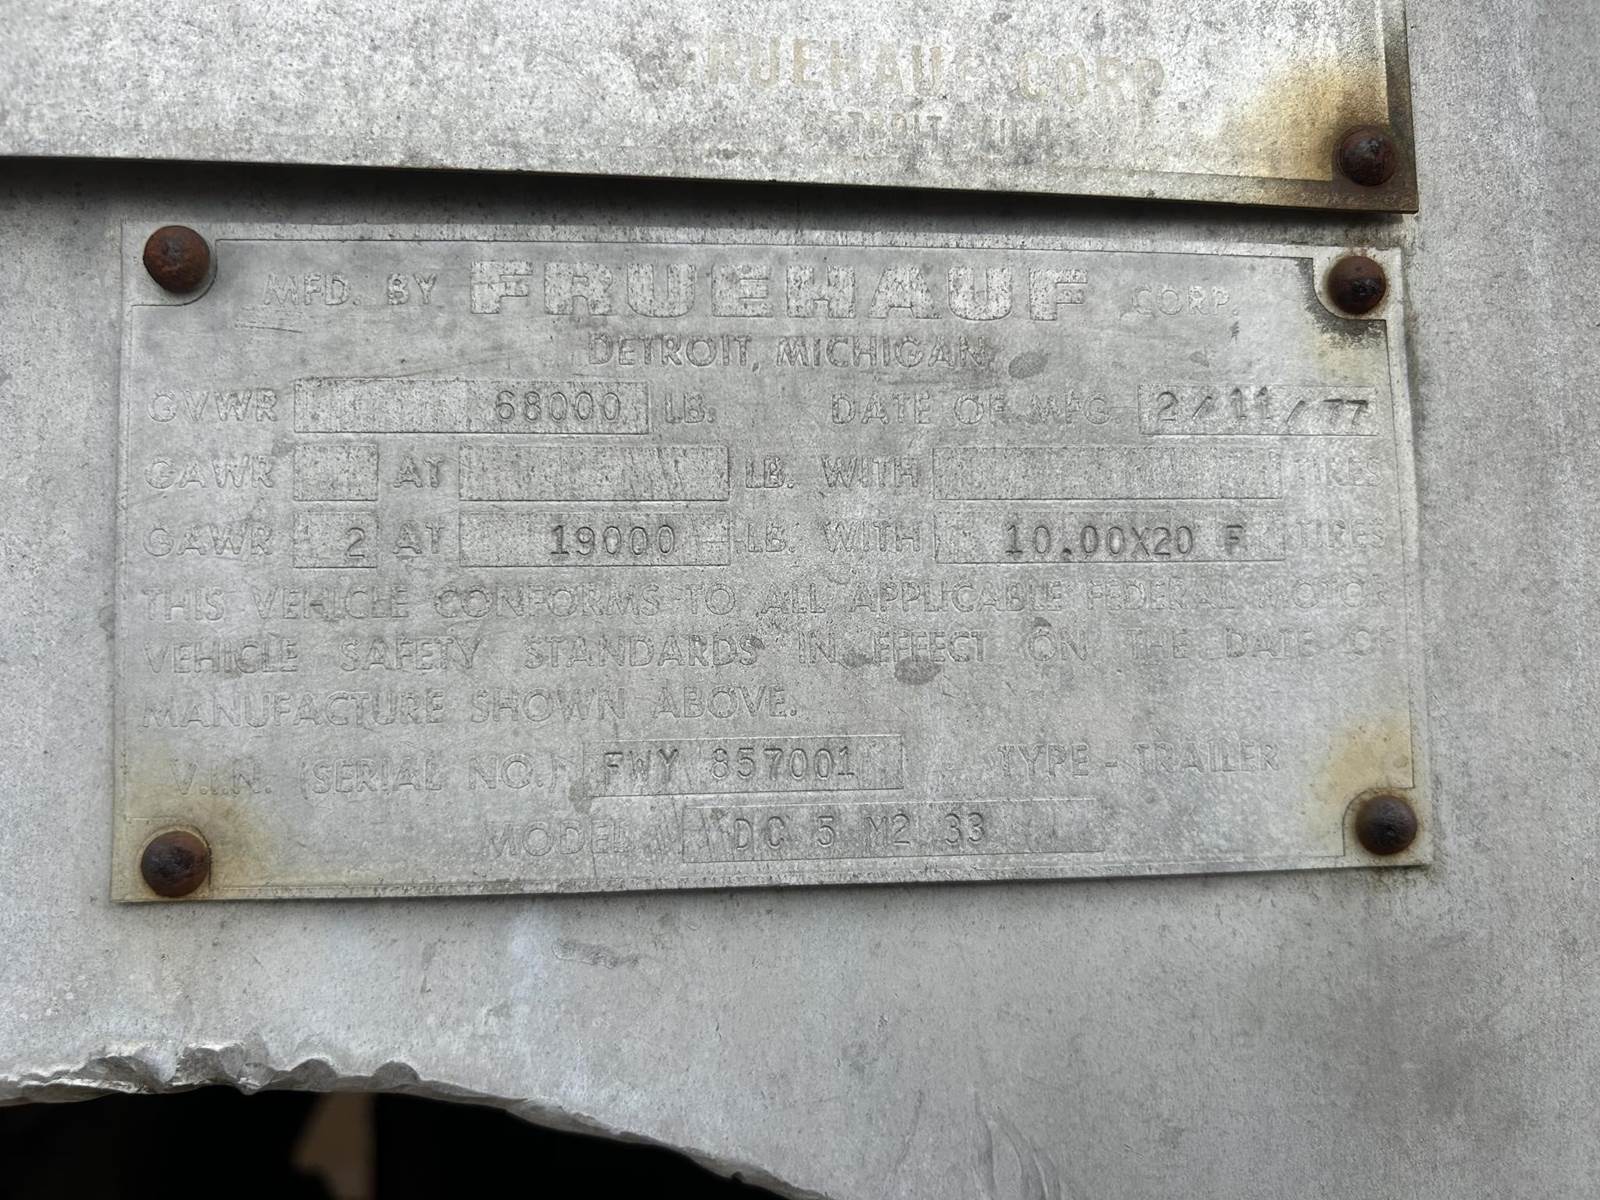 FRUEHAUF CORP
DETROIT
MFD. BY FRUEHAUF CORP.
DETROIT, MICHIGAN
GVWR 68000 LB. DATE OF MFG. 2/11/77
GAWR AT LB. WITH TIRES
GAWR 2 AT 19000 LB. WITH 10.00X20 F TIRES
THIS VEHICLE CONFORMS TO ALL APPLICABLE FEDERAL MOTOR
VEHICLE SAFETY STANDARDS IN EFFECT ON THE DATE OF
MANUFACTURE SHOWN ABOVE.
V.I.N. (SERIAL NO.) FWY 857001 TYPE - TRAILER
MODEL DC 5 M2 33